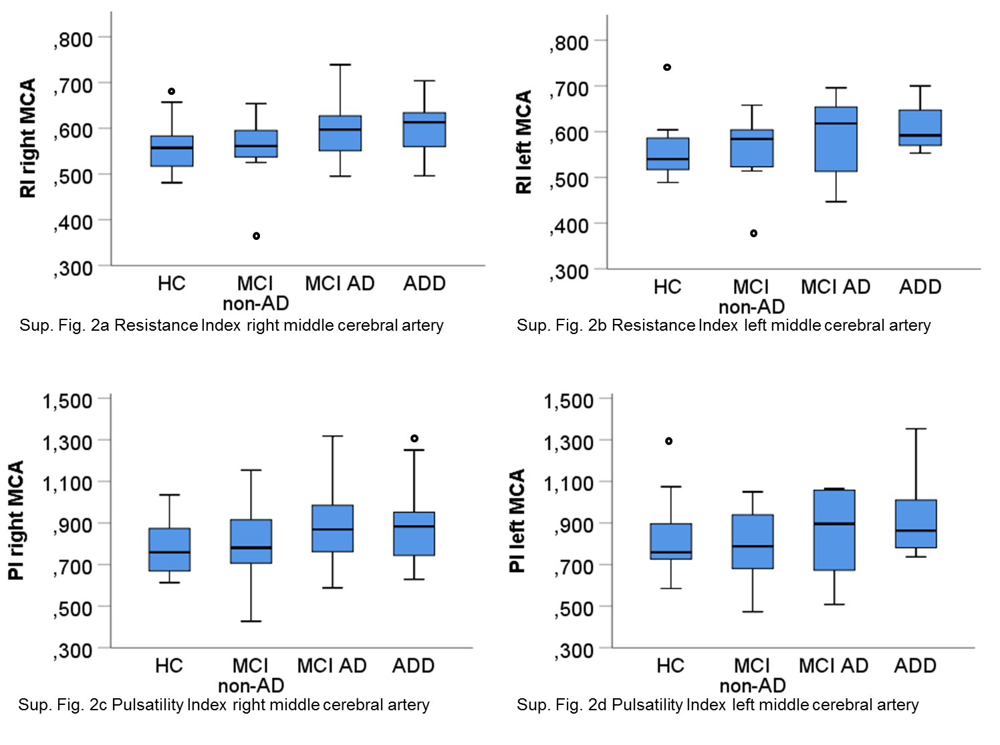 RI right MCA
,800
,700
,600
,500
,400
,300
HC
MCI
non-AD
MCI AD
ADD
Sup. Fig. 2a Resistance Index right middle cerebral artery
RI left MCA
,800
,700
,600
,500
,400
,300
HC
MCI
non-AD
MCI AD
ADD
Sup. Fig. 2b Resistance Index left middle cerebral artery
PI right MCA
1,500
1,300
1,100
,900
,700
,500
,300
HC
MCI
non-AD
MCI AD
ADD
Sup. Fig. 2c Pulsatility Index right middle cerebral artery
PI left MCA
1,500
1,300
1,100
,900
,700
,500
,300
HC
MCI
non-AD
MCI AD
ADD
Sup. Fig. 2d Pulsatility Index left middle cerebral artery